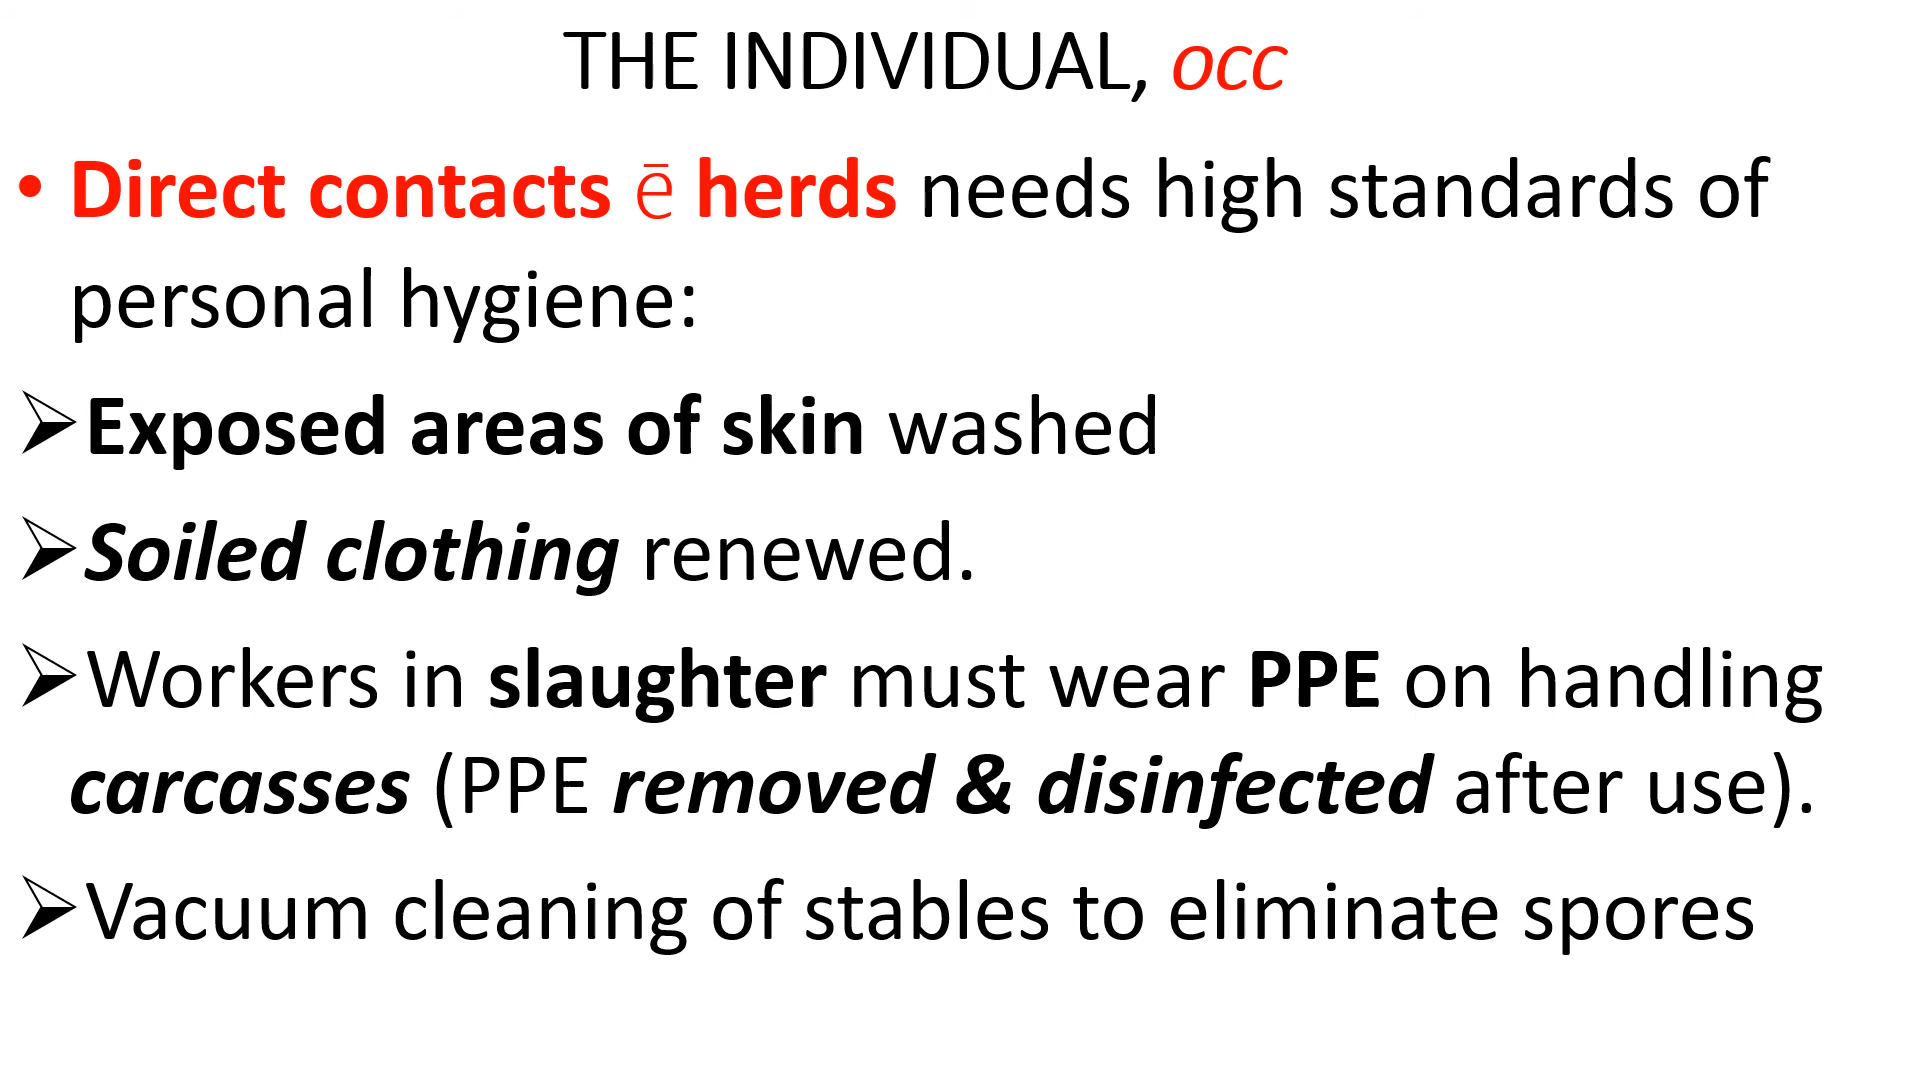 THE INDIVIDUAL, occ
• Direct contacts ē herds needs high standards of
personal hygiene:
➢Exposed areas of skin washed
➢Soiled clothing renewed.
➢Workers in slaughter must wear PPE on handling
carcasses (PPE removed & disinfected after use).
➢Vacuum cleaning of stables to eliminate spores